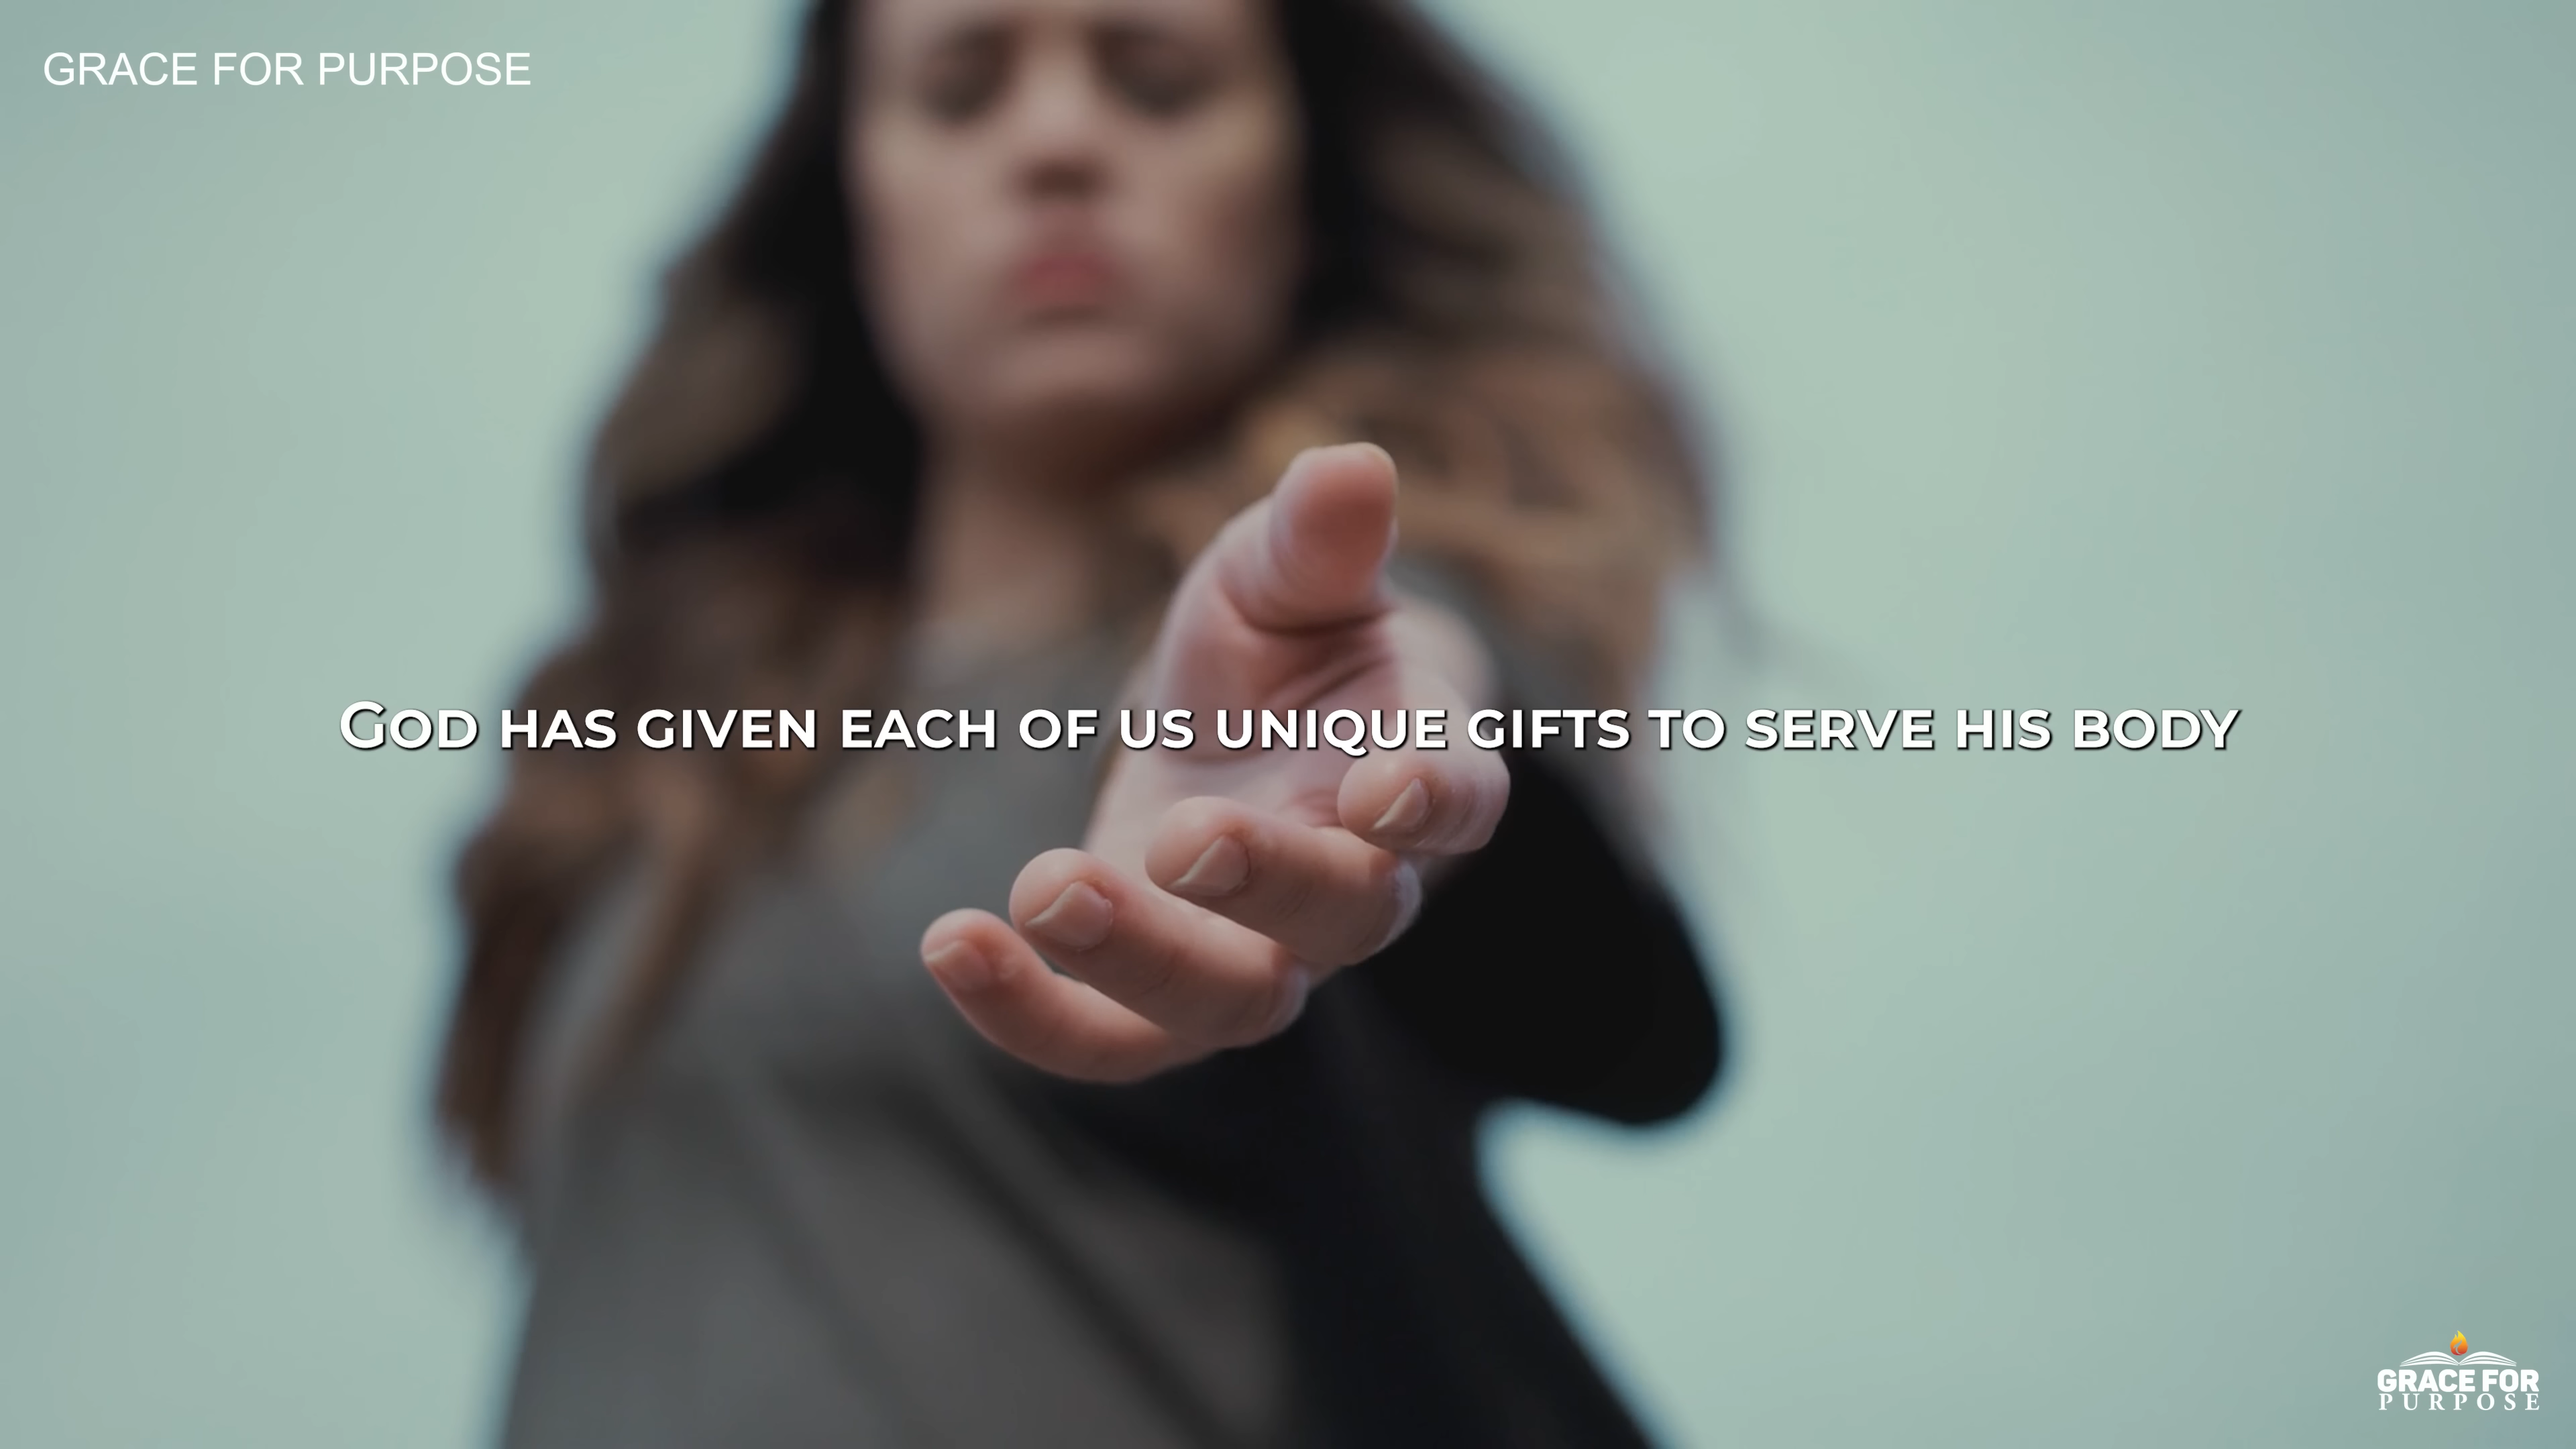 GRACE FOR PURPOSE
GOD HAS GIVEN EACH OF US UNIQUE GIFTS TO SERVE HIS BODY
GRACE FOR
PURPOSE